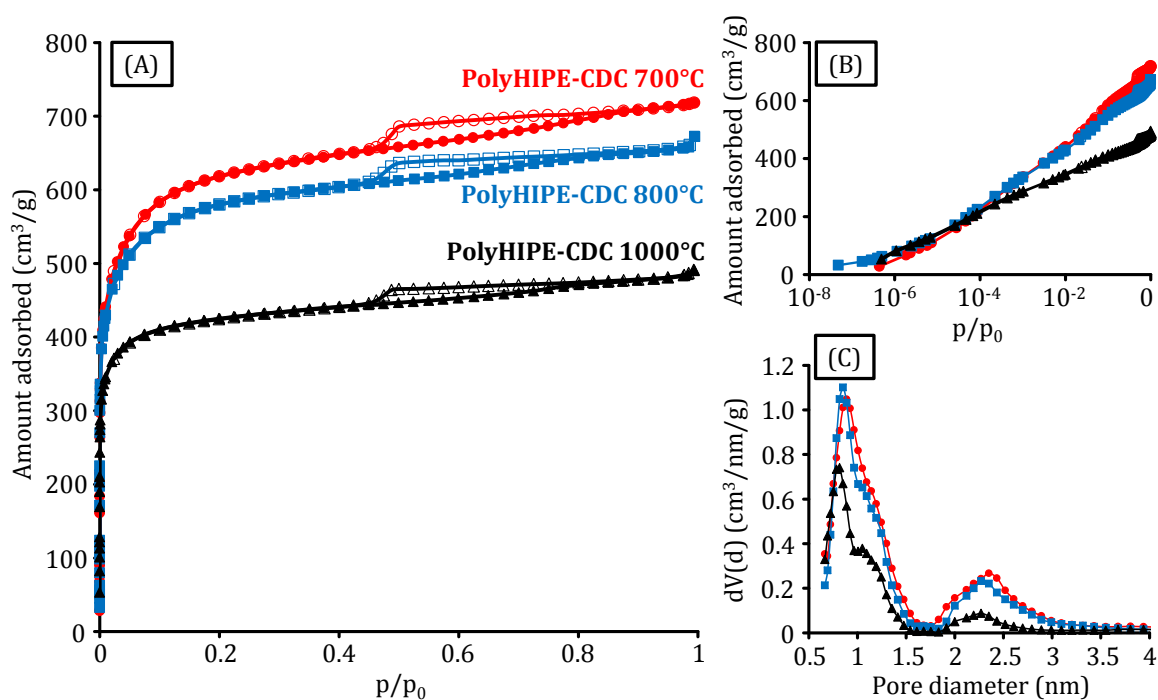 (A)
Amount adsorbed (cm³/g)
800
700
600
500
400
300
200
100
0
PolyHIPE-CDC 700°C
PolyHIPE-CDC 800°C
PolyHIPE-CDC 1000°C
0 0.2 0.4 0.6 0.8 1
p/p₀
(B)
Amount adsorbed (cm³/g)
800
600
400
200
0
10⁻⁸ 10⁻⁶ 10⁻⁴ 10⁻² 0
p/p₀
(C)
dV(d) (cm³/nm/g)
1.2
1.0
0.8
0.6
0.4
0.2
0
0.5 1 1.5 2 2.5 3 3.5 4
Pore diameter (nm)